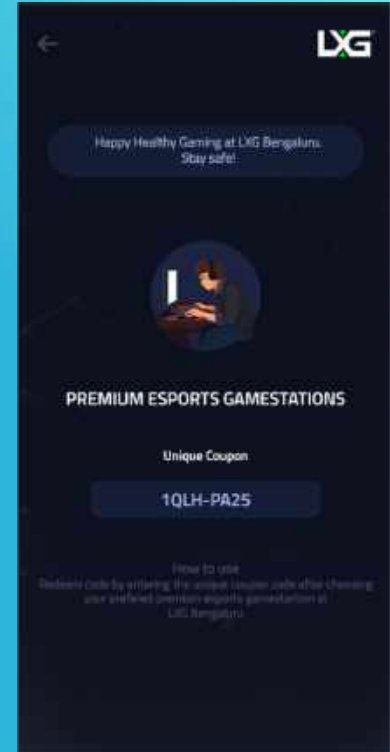 LXG
Happy Healthy Gaming at LXG Bengaluru.
Stay safe!
PREMIUM ESPORTS GAMESTATIONS
Unique Coupon
1QLH-PA25
How to use
Redeem code by entering the unique coupon code after choosing
your prefered premium esports gamestation at
LXG Bengaluru